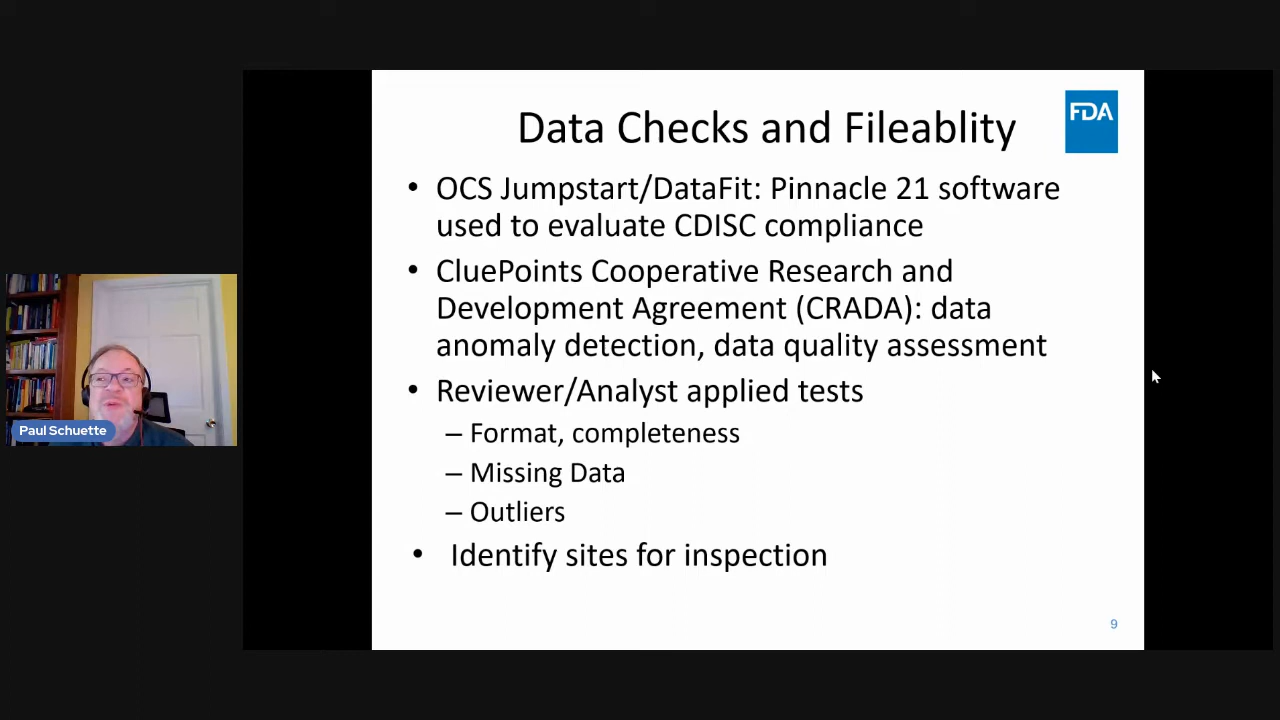 Data Checks and Fileablity
FDA
• OCS Jumpstart/DataFit: Pinnacle 21 software
used to evaluate CDISC compliance
• CluePoints Cooperative Research and
Development Agreement (CRADA): data
anomaly detection, data quality assessment
• Reviewer/Analyst applied tests
– Format, completeness
– Missing Data
– Outliers
• Identify sites for inspection
9
Paul Schuette